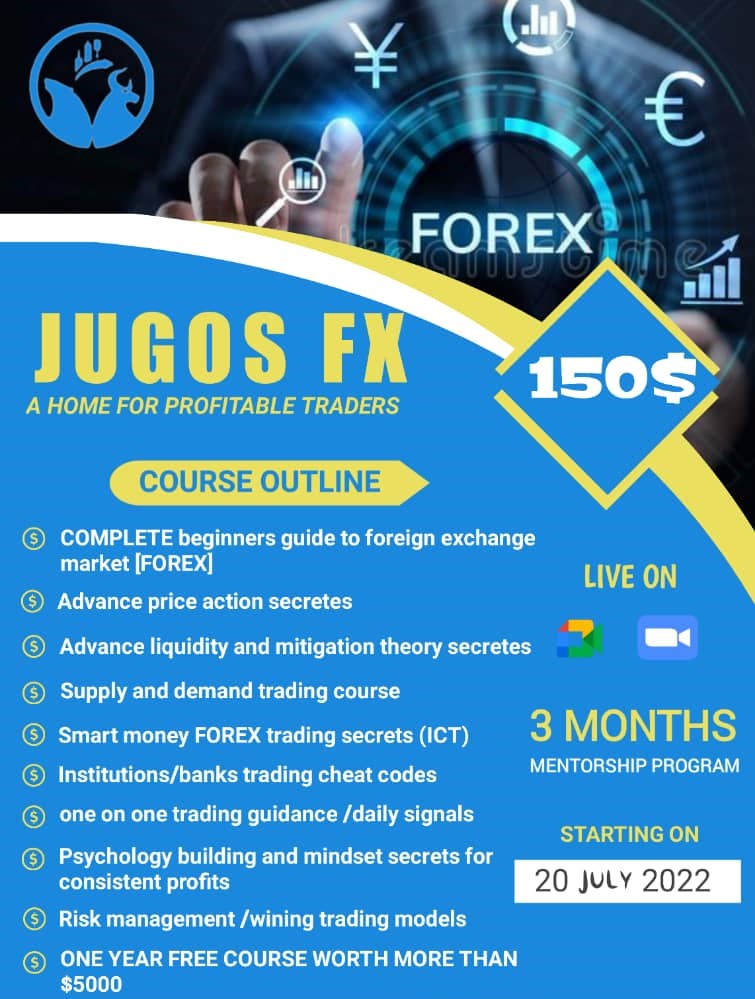 FOREX
dreamstime
JUGOS FX
150$
A HOME FOR PROFITABLE TRADERS
COURSE OUTLINE
COMPLETE beginners guide to foreign exchange
market [FOREX]
Advance price action secretes
Advance liquidity and mitigation theory secretes
Supply and demand trading course
Smart money FOREX trading secrets (ICT)
Institutions/banks trading cheat codes
one on one trading guidance /daily signals
Psychology building and mindset secrets for
consistent profits
Risk management /wining trading models
ONE YEAR FREE COURSE WORTH MORE THAN
$5000
LIVE ON
3 MONTHS
MENTORSHIP PROGRAM
STARTING ON
20 JULY 2022